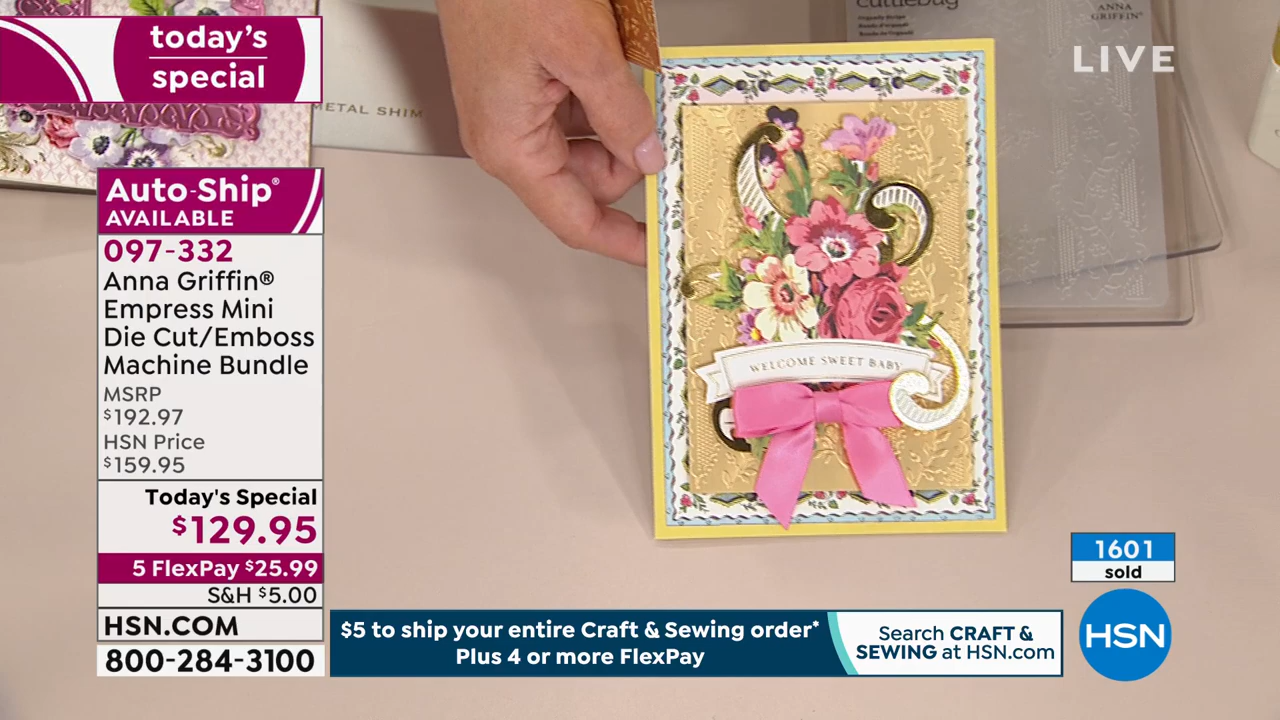 today's
special
METAL SHIM
cuttlebug
ANNA
GRIFFIN®
LIVE
Auto-Ship®
AVAILABLE
097-332
Anna Griffin®
Empress Mini
Die Cut/Emboss
Machine Bundle
MSRP
$192.97
HSN Price
$159.95
Today's Special
$129.95
5 FlexPay $25.99
S&H $5.00
HSN.COM
800-284-3100
WELCOME SWEET BABY
1601
sold
HSN
$5 to ship your entire Craft & Sewing order*
Plus 4 or more FlexPay
Search CRAFT &
SEWING at HSN.com